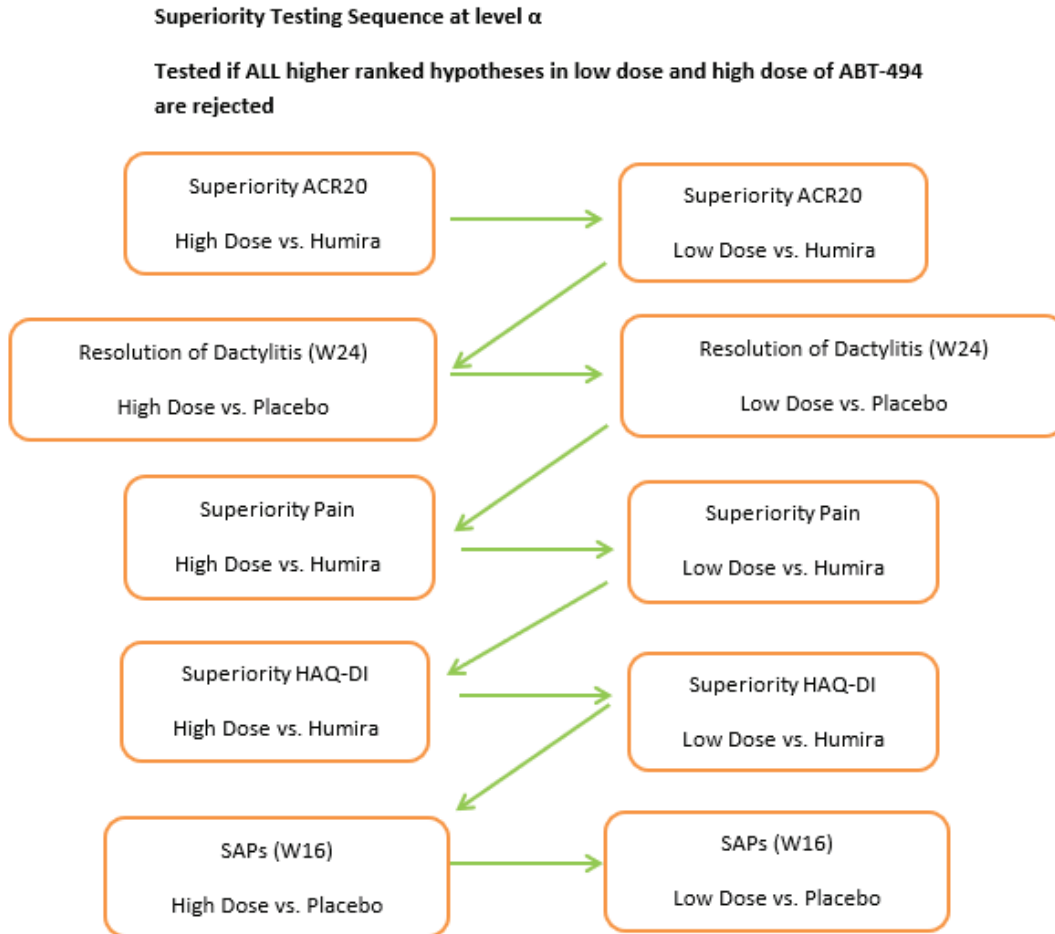 Superiority Testing Sequence at level α
Tested if ALL higher ranked hypotheses in low dose and high dose of ABT-494
are rejected
Superiority ACR20
High Dose vs. Humira
Superiority ACR20
Low Dose vs. Humira
Resolution of Dactylitis (W24)
High Dose vs. Placebo
Resolution of Dactylitis (W24)
Low Dose vs. Placebo
Superiority Pain
High Dose vs. Humira
Superiority Pain
Low Dose vs. Humira
Superiority HAQ-DI
High Dose vs. Humira
Superiority HAQ-DI
Low Dose vs. Humira
SAPs (W16)
High Dose vs. Placebo
SAPs (W16)
Low Dose vs. Placebo